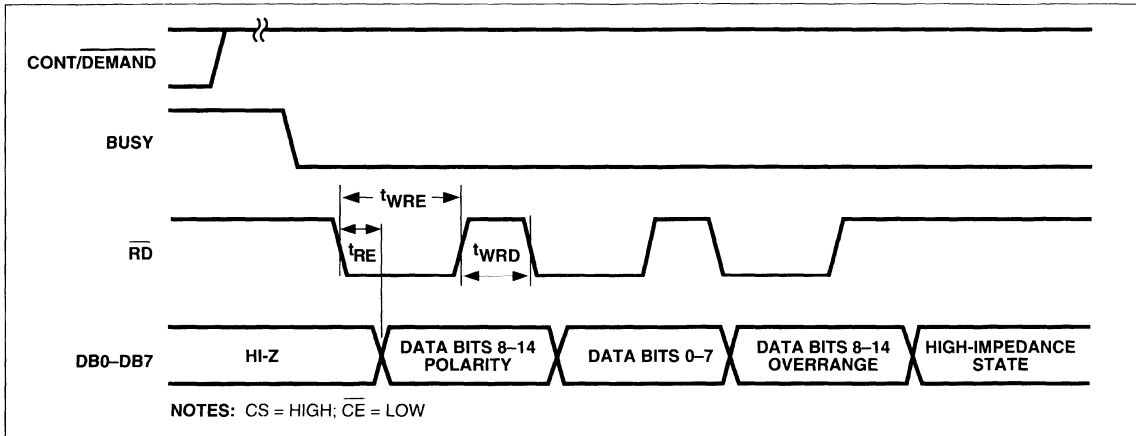 CONT/DEMAND
BUSY
tWRE
RD
tRE
tWRD
DB0–DB7
HI-Z
DATA BITS 8–14
POLARITY
DATA BITS 0–7
DATA BITS 8–14
OVERRANGE
HIGH-IMPEDANCE
STATE
NOTES: CS = HIGH; CE = LOW